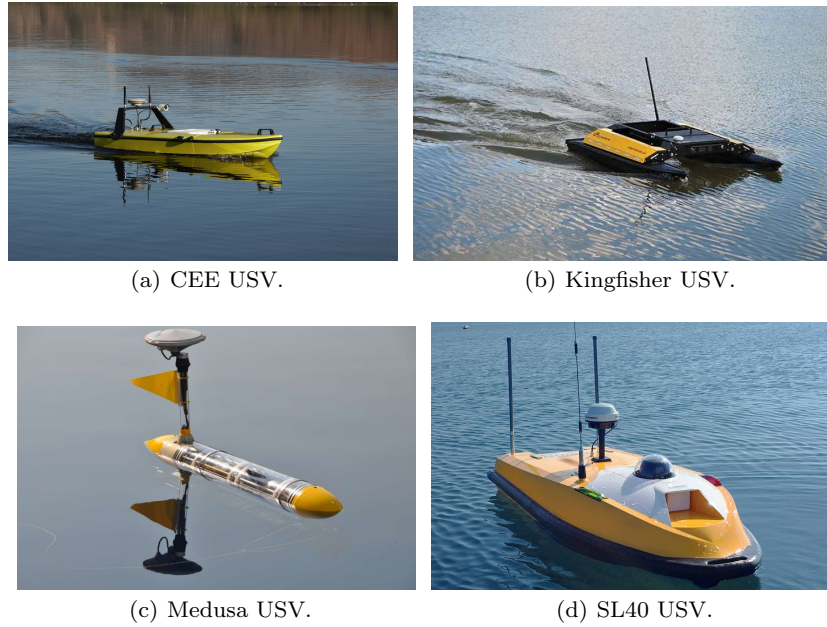 (a) CEE USV.
(b) Kingfisher USV.
(c) Medusa USV.
(d) SL40 USV.